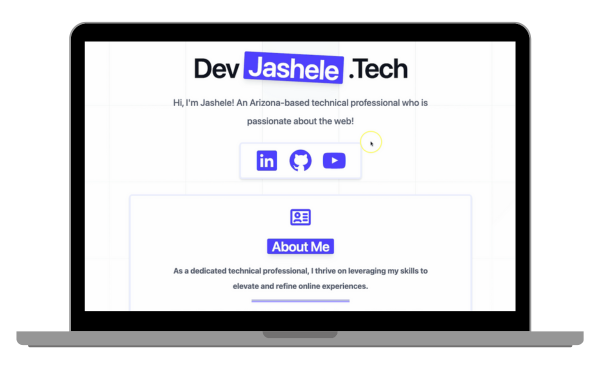 Dev Jashele .Tech
Hi, I'm Jashele! An Arizona-based technical professional who is
passionate about the web!
in
About Me
As a dedicated technical professional, I thrive on leveraging my skills to
elevate and refine online experiences.